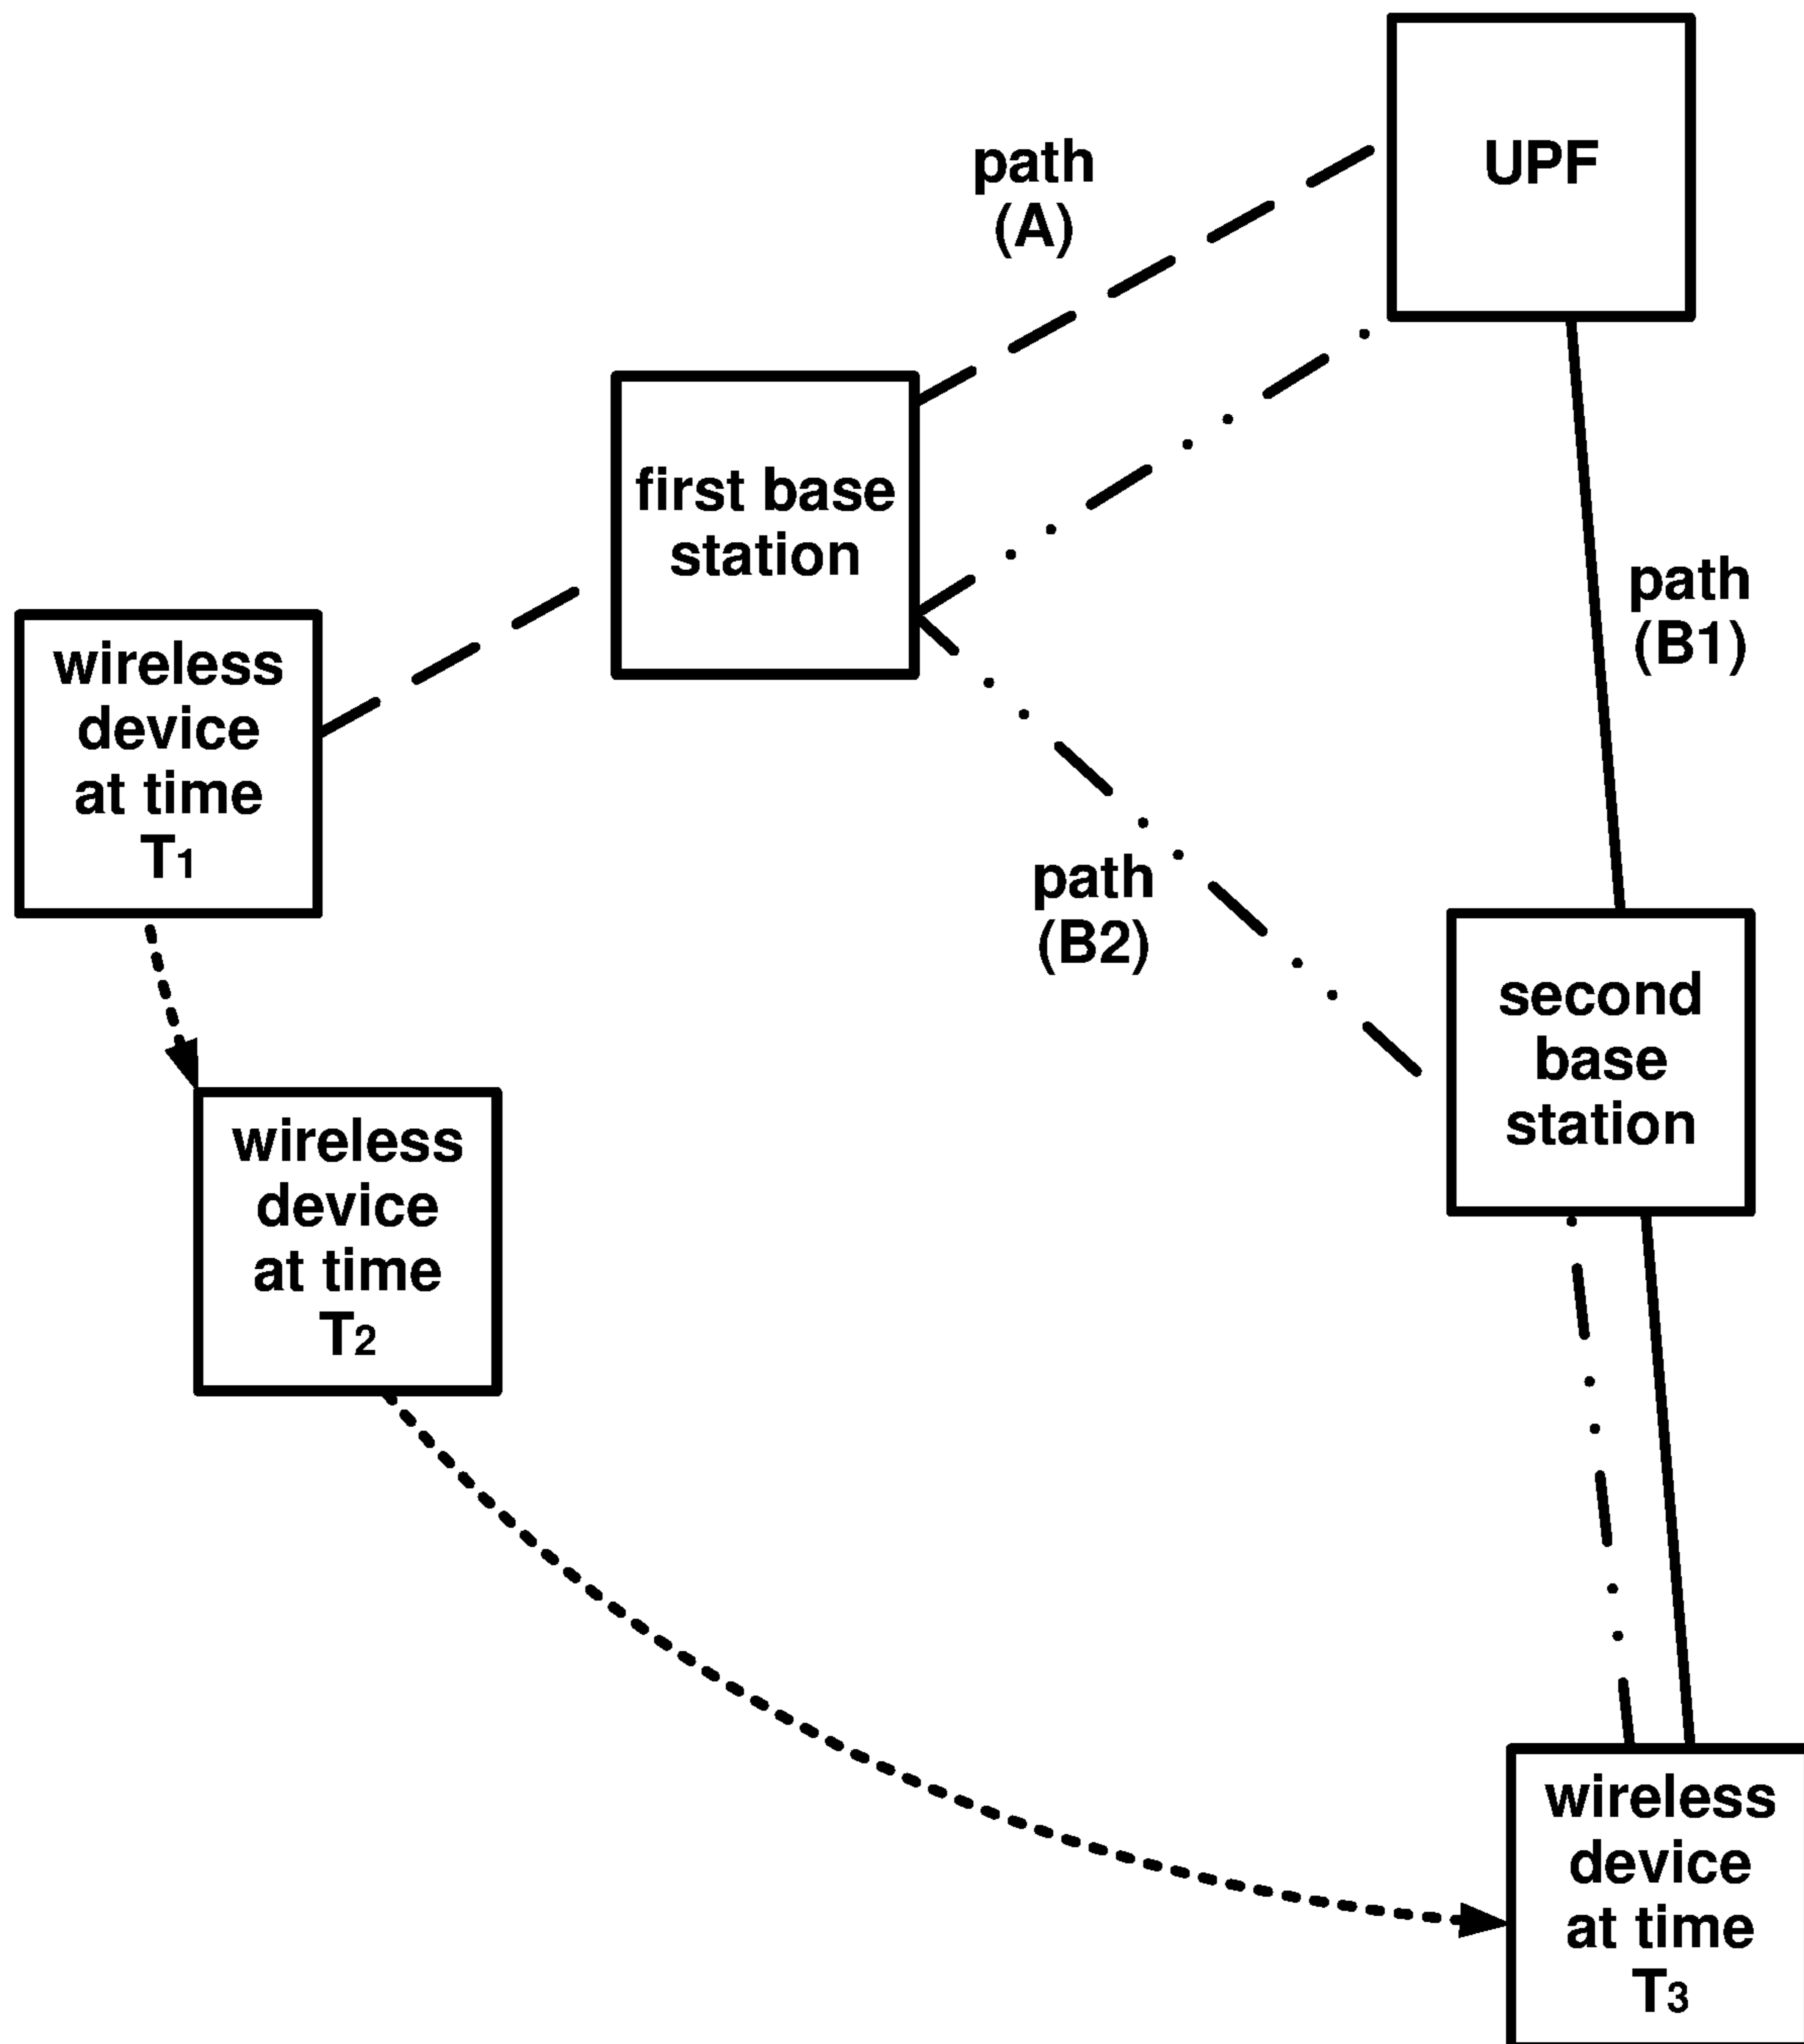 UPF
path
(A)
first base
station
path
(B1)
wireless
device
at time
T1
path
(B2)
second
base
station
wireless
device
at time
T2
wireless
device
at time
T3